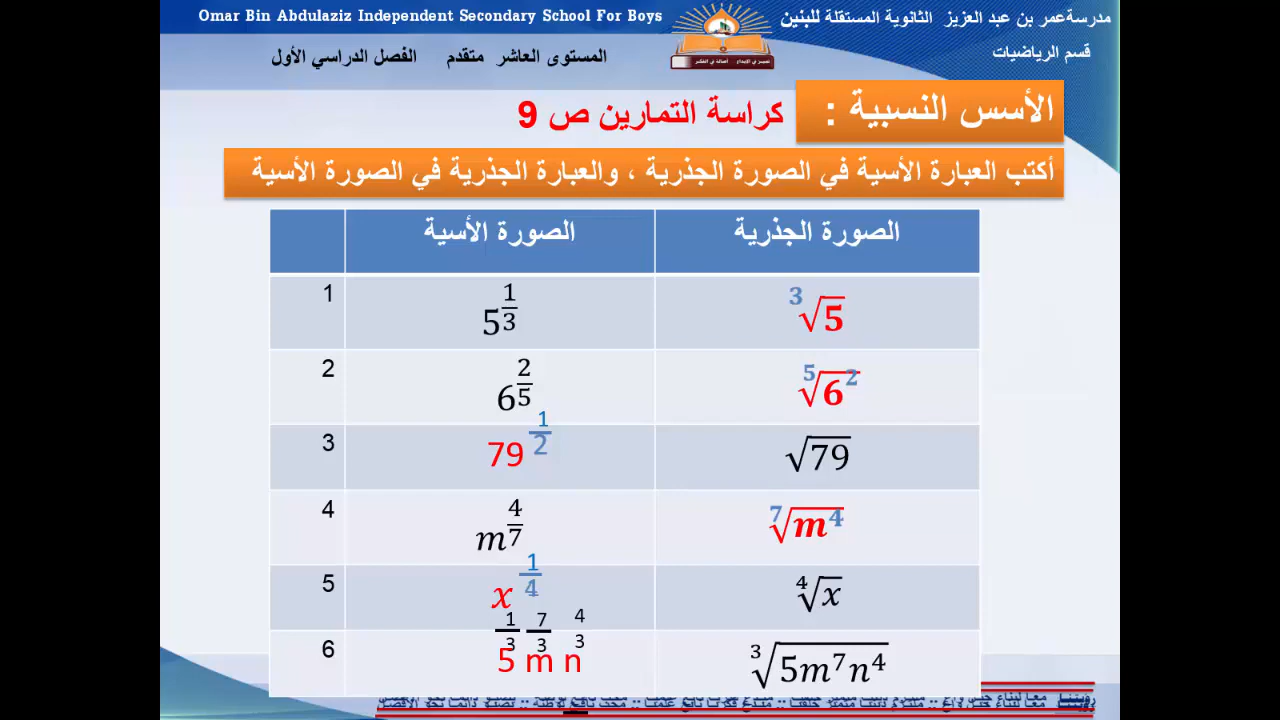 Omar Bin Abdulaziz Independent Secondary School For Boys
مدرسةعمر بن عبد العزيز الثانوية المستقلة للبنين
قسم الرياضيات
المستوى العاشر متقدم الفصل الدراسي الأول
الأسس النسبية :
كراسة التمارين ص 9
أكتب العبارة الأسية في الصورة الجذرية ، والعبارة الجذرية في الصورة الأسية
الصورة الأسية الصورة الجذرية
1 5^(1/3) ³√5
2 6^(2/5) ⁵√6²
3 79^(1/2) √79
4 m^(4/7) ⁷√m⁴
5 x^(1/4) ⁴√x
6 5^(1/3) m^(7/3) n^(4/3) ³√5m⁷n⁴